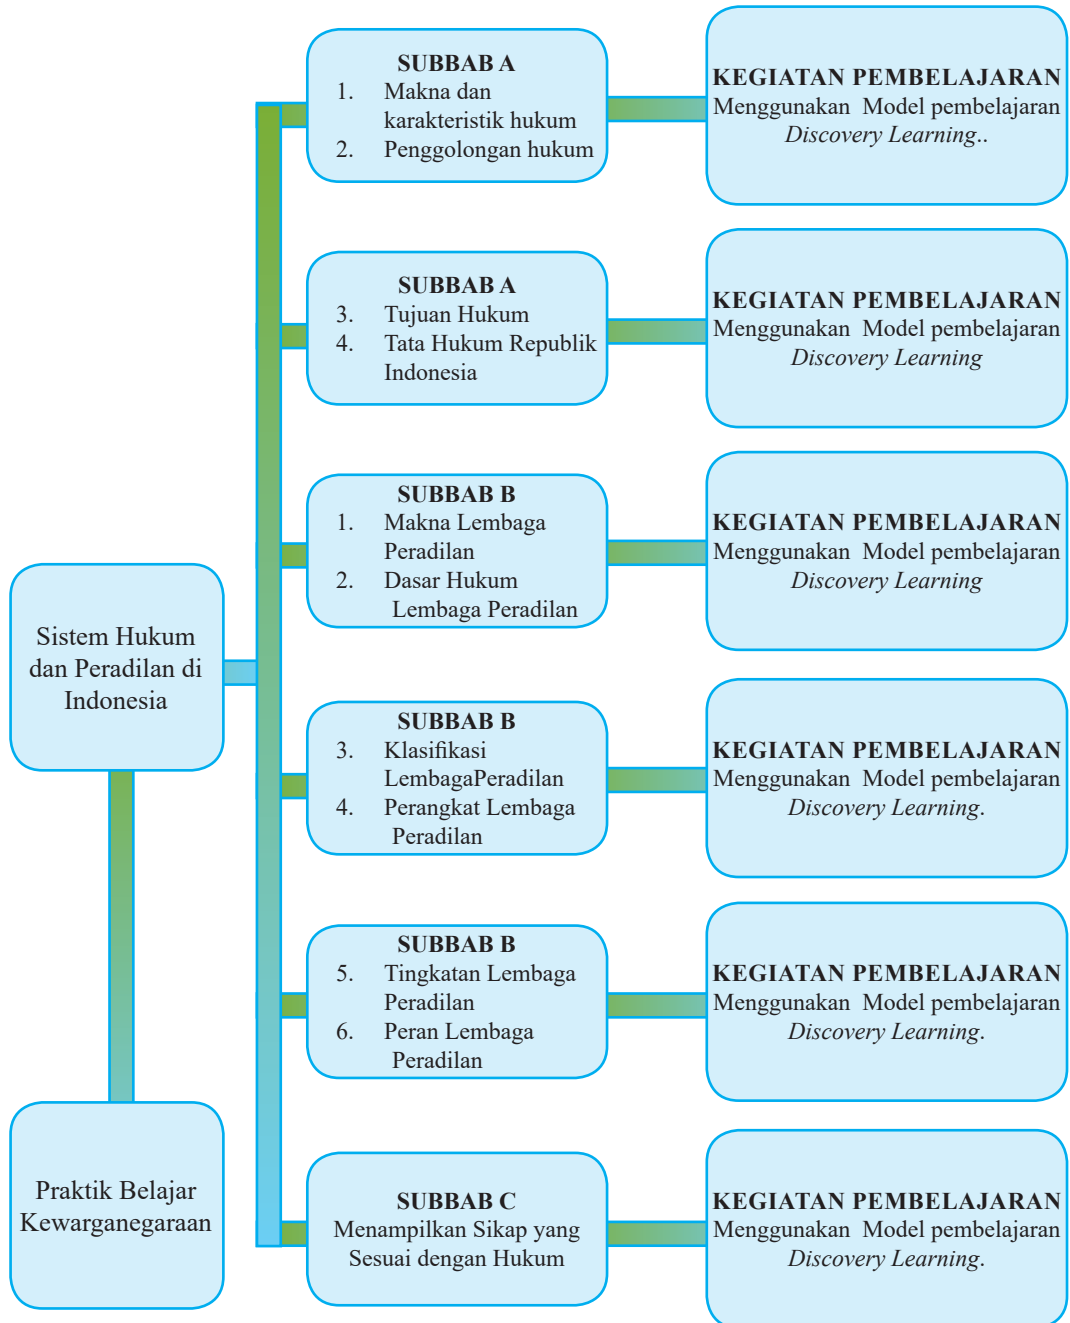 SUBBAB A
1. Makna dan
karakteristik hukum
2. Penggolongan hukum
KEGIATAN PEMBELAJARAN
Menggunakan Model pembelajaran
Discovery Learning..
SUBBAB A
3. Tujuan Hukum
4. Tata Hukum Republik
Indonesia
KEGIATAN PEMBELAJARAN
Menggunakan Model pembelajaran
Discovery Learning
SUBBAB B
1. Makna Lembaga
Peradilan
2. Dasar Hukum
Lembaga Peradilan
KEGIATAN PEMBELAJARAN
Menggunakan Model pembelajaran
Discovery Learning
Sistem Hukum
dan Peradilan di
Indonesia
SUBBAB B
3. Klasifikasi
LembagaPeradilan
4. Perangkat Lembaga
Peradilan
KEGIATAN PEMBELAJARAN
Menggunakan Model pembelajaran
Discovery Learning.
SUBBAB B
5. Tingkatan Lembaga
Peradilan
6. Peran Lembaga
Peradilan
KEGIATAN PEMBELAJARAN
Menggunakan Model pembelajaran
Discovery Learning.
Praktik Belajar
Kewarganegaraan
SUBBAB C
Menampilkan Sikap yang
Sesuai dengan Hukum
KEGIATAN PEMBELAJARAN
Menggunakan Model pembelajaran
Discovery Learning.